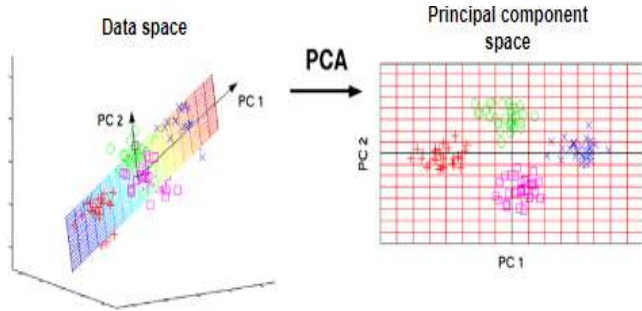 Data space
Principal component
space
PCA
PC 1
PC 2
PC 2
PC 1